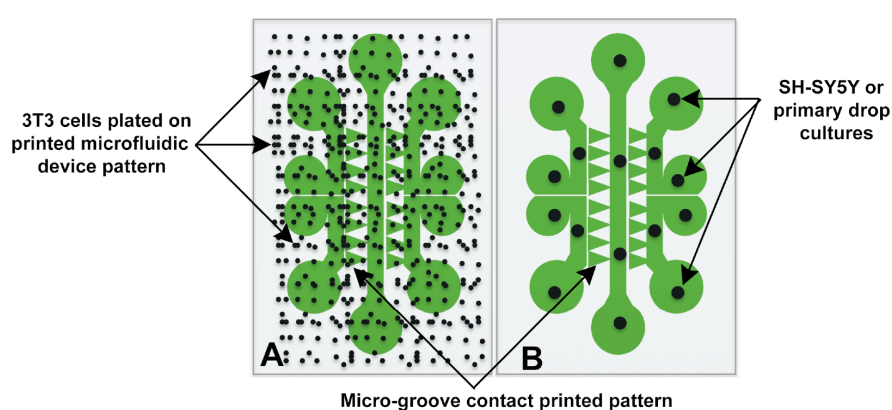 3T3 cells plated on
printed microfluidic
device pattern
SH-SY5Y or
primary drop
cultures
A
B
Micro-groove contact printed pattern